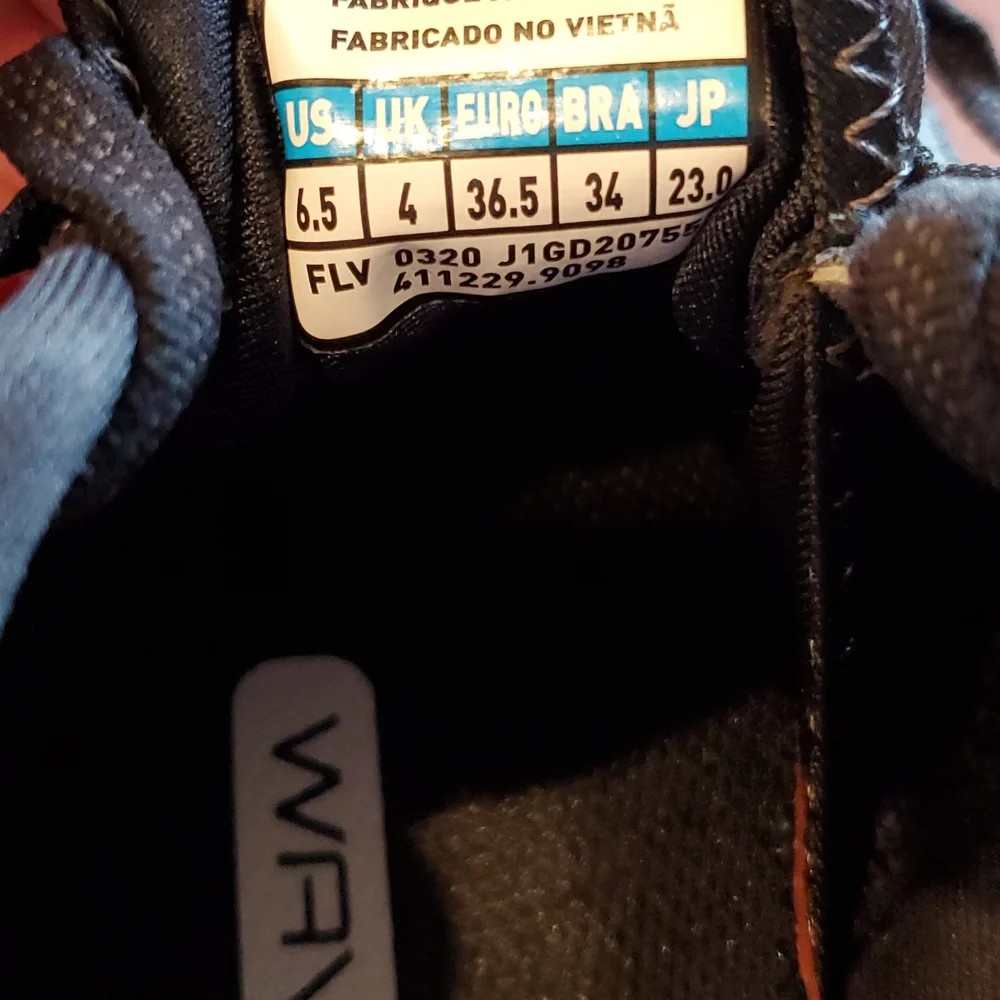 FABRICADO NO VIETNÃ
US UK EURO BRA JP
6.5 4 36.5 34 23.0
FLV 0320 J1GD20755
411229.9098
WAV